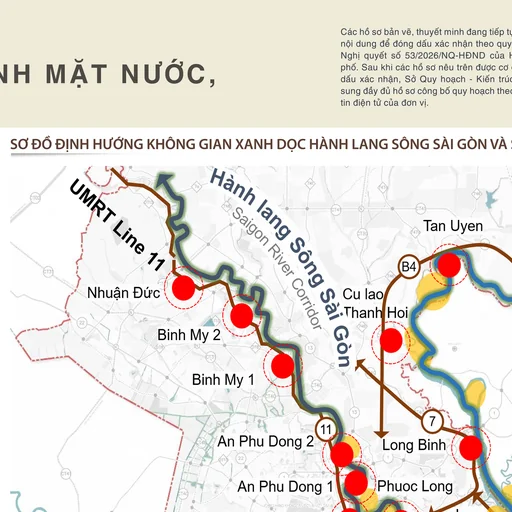 Các hồ sơ bản vẽ, thuyết minh đang tiếp tụ
nội dung để đóng dấu xác nhận theo quy
Nghị quyết số 53/2026/NQ-HĐND của H
phố. Sau khi các hồ sơ nêu trên được cơ
dấu xác nhận, Sở Quy hoạch - Kiến trúc
sung đầy đủ hồ sơ công bố quy hoạch theo
tin điện tử của đơn vị.
NH MẶT NƯỚC,
SƠ ĐỒ ĐỊNH HƯỚNG KHÔNG GIAN XANH DỌC HÀNH LANG SÔNG SÀI GÒN VÀ
Hành lang Sông Sài Gòn
Saigon River Corridor
UMRT Line 11
Tan Uyen
B4
Nhuận Đức
Cu lao
Thanh Hoi
Binh My 2
Binh My 1
7
11
An Phu Dong 2
Long Binh
An Phu Dong 1
Phuoc Long